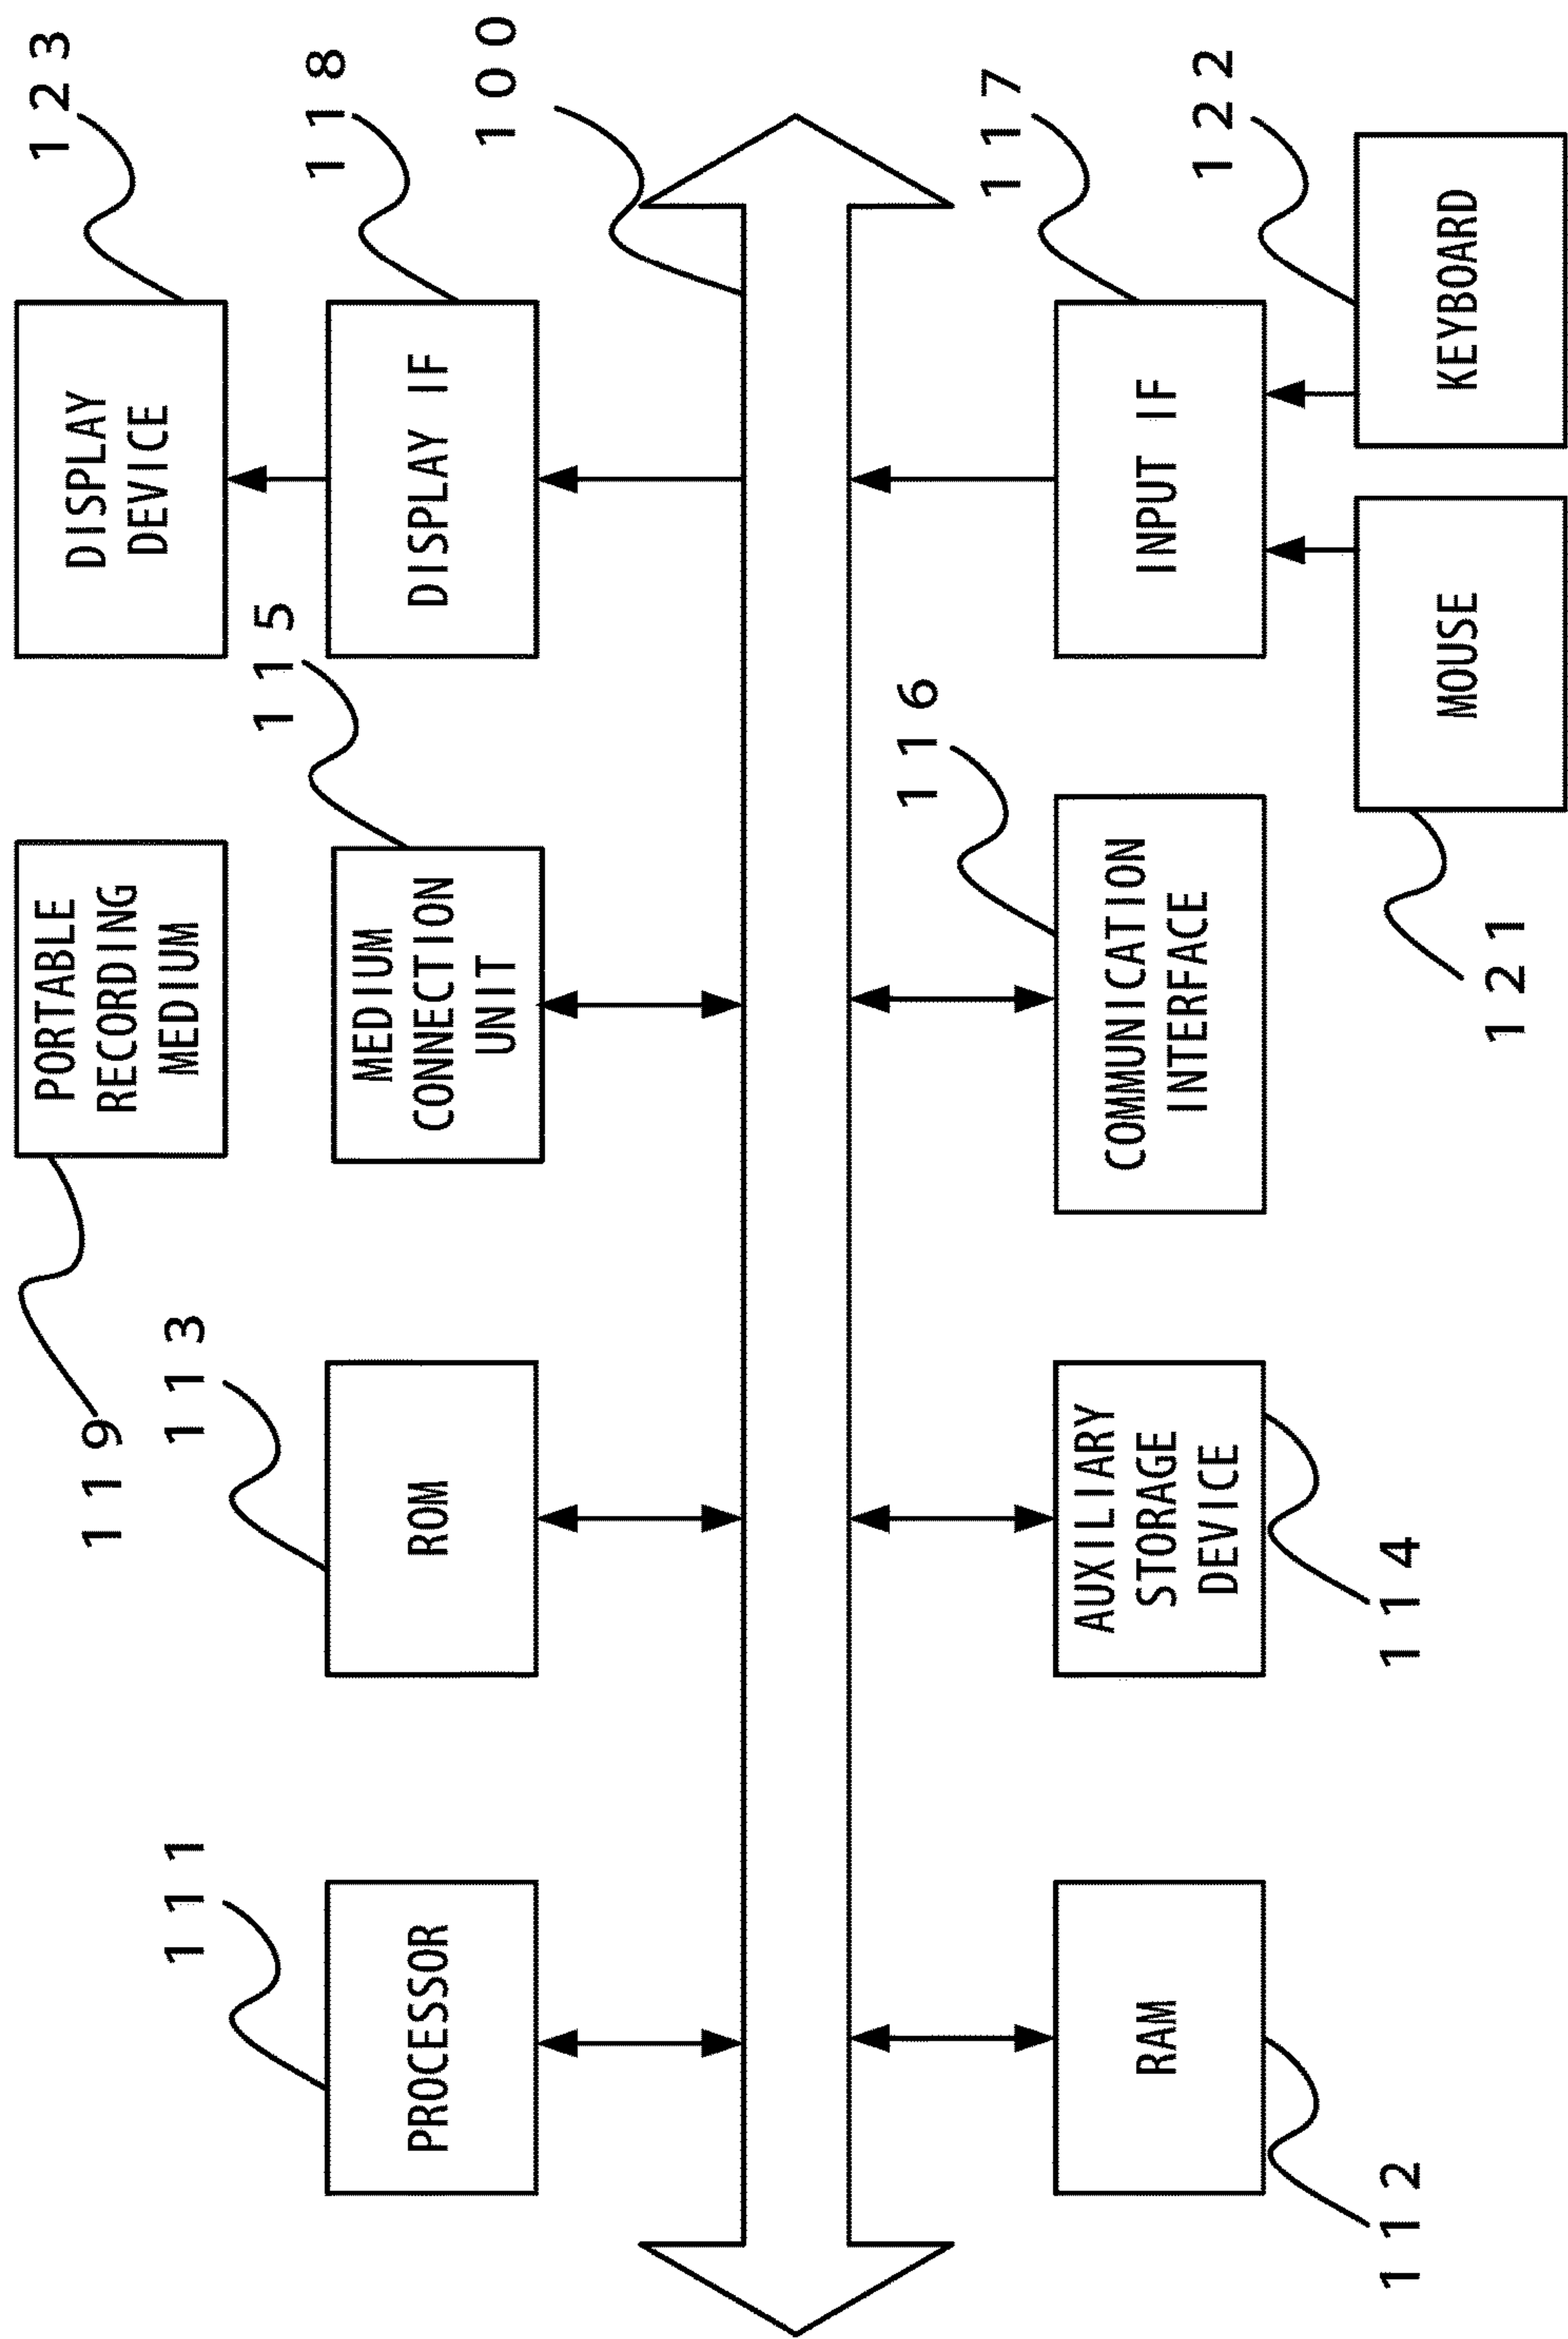 123
DISPLAY
DEVICE
119
PORTABLE
RECORDING
MEDIUM
111
PROCESSOR
113
ROM
115
MEDIUM
CONNECTION
UNIT
118
DISPLAY IF
100
112
RAM
114
AUXILIARY
STORAGE
DEVICE
116
COMMUNICATION
INTERFACE
117
INPUT IF
121
MOUSE
122
KEYBOARD